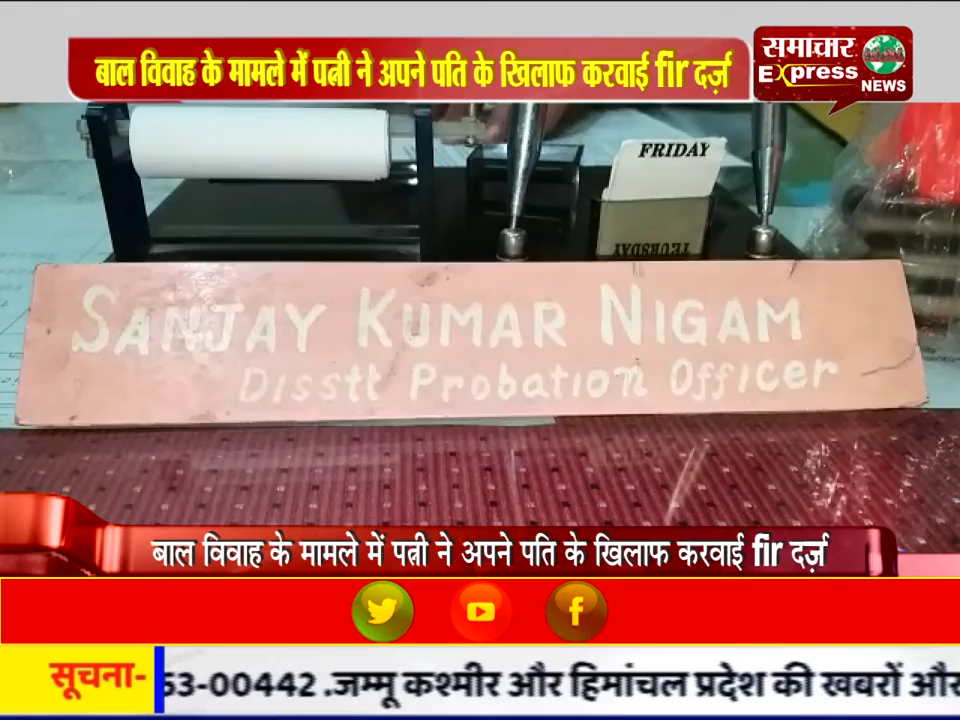 बाल विवाह के मामले में पत्नी ने अपने पति के खिलाफ करवाई fir दर्ज़
समाचार
Express
NEWS
FRIDAY
THURSDAY
SANJAY KUMAR NIGAM
Disstt Probation Officer
बाल विवाह के मामले में पत्नी ने अपने पति के खिलाफ करवाई fir दर्ज़
सूचना- 53-00442 .जम्मू कश्मीर और हिमांचल प्रदेश की खबरों और